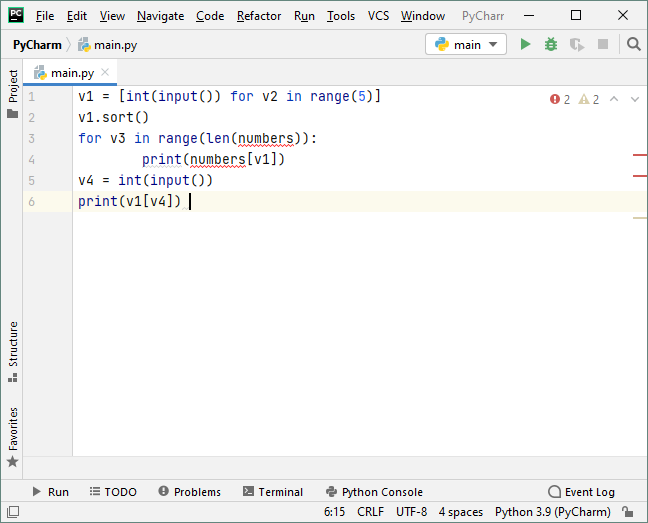 PC File Edit View Navigate Code Refactor Run Tools VCS Window PyCharr
PyCharm main.py main
main.py
Project
1 v1 = [int(input()) for v2 in range(5)] 2 2
2 v1.sort()
3 for v3 in range(len(numbers)):
4 print(numbers[v1])
5 v4 = int(input())
6 print(v1[v4])
Structure
Favorites
Run TODO Problems Terminal Python Console Event Log
6:15 CRLF UTF-8 4 spaces Python 3.9 (PyCharm)